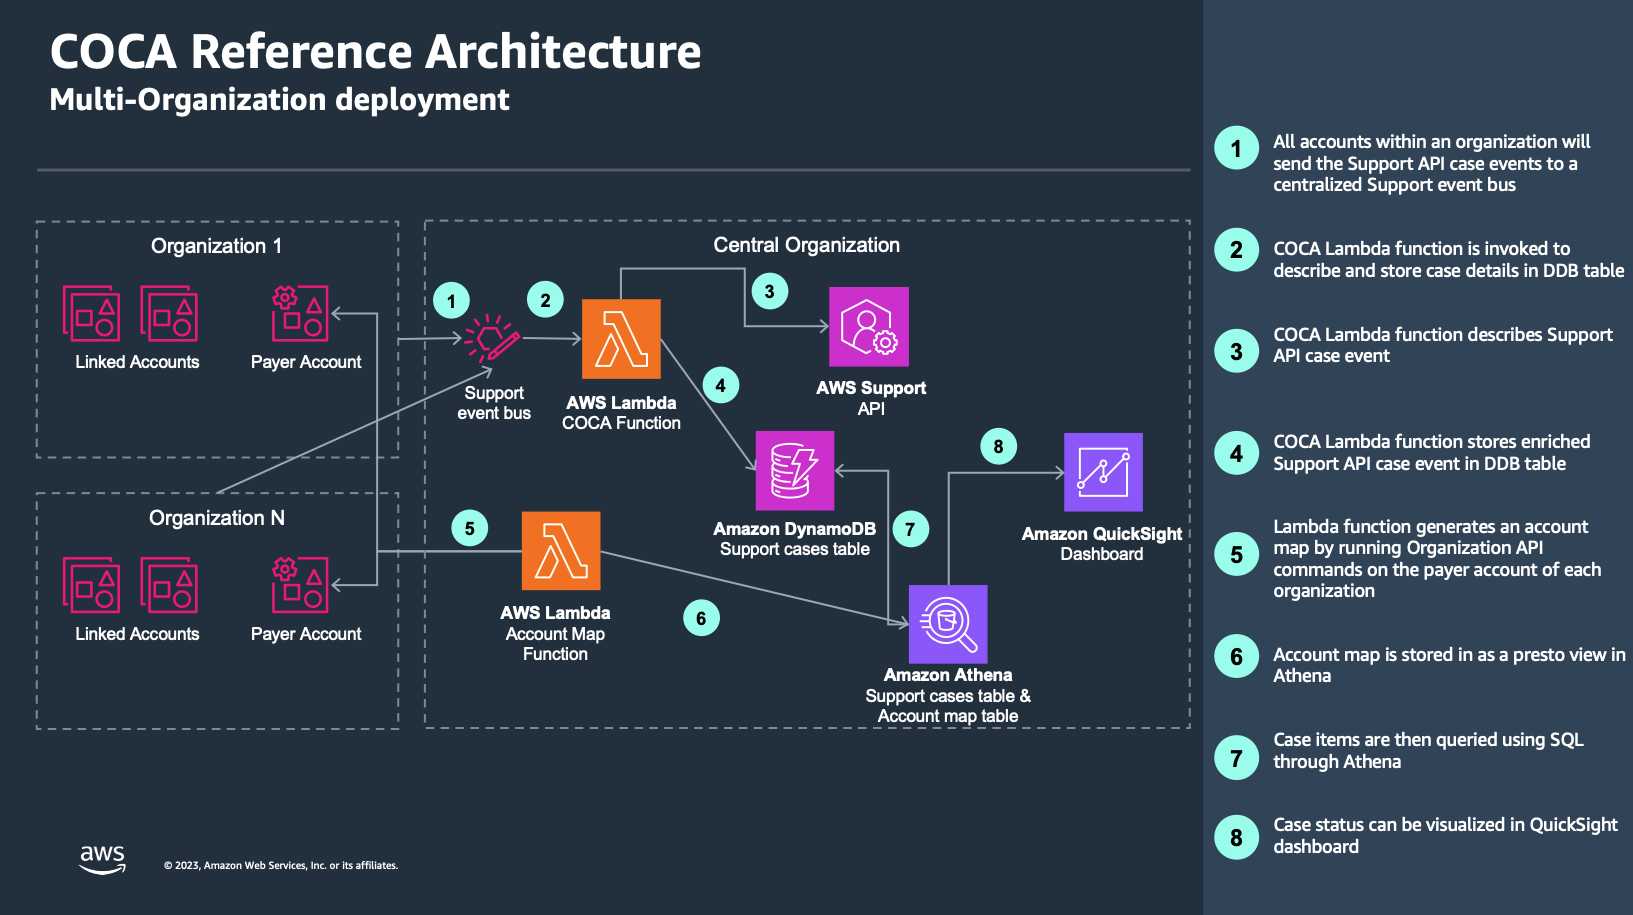 COCA Reference Architecture
Multi-Organization deployment
Organization 1
Linked Accounts
Payer Account
Organization N
Linked Accounts
Payer Account
Central Organization
1
Support
event bus
2
AWS Lambda
COCA Function
3
AWS Support
API
4
Amazon DynamoDB
Support cases table
5
AWS Lambda
Account Map
Function
6
7
Amazon Athena
Support cases table &
Account map table
8
Amazon QuickSight
Dashboard
1
All accounts within an organization will
send the Support API case events to a
centralized Support event bus
2
COCA Lambda function is invoked to
describe and store case details in DDB table
3
COCA Lambda function describes Support
API case event
4
COCA Lambda function stores enriched
Support API case event in DDB table
5
Lambda function generates an account
map by running Organization API
commands on the payer account of each
organization
6
Account map is stored in as a presto view in
Athena
7
Case items are then queried using SQL
through Athena
8
Case status can be visualized in QuickSight
dashboard
aws
© 2023, Amazon Web Services, Inc. or its affiliates.